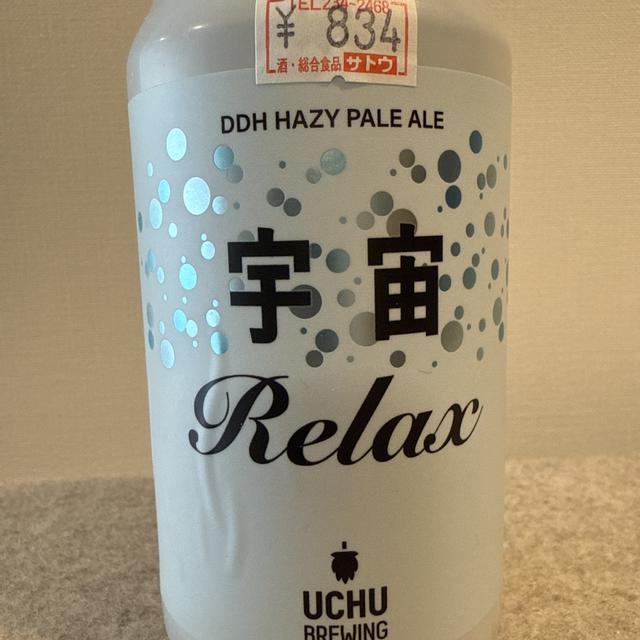 TEL234-2468
¥ 834
酒・総合食品 サトウ
DDH HAZY PALE ALE
宇宙
Relax
UCHU
BREWING